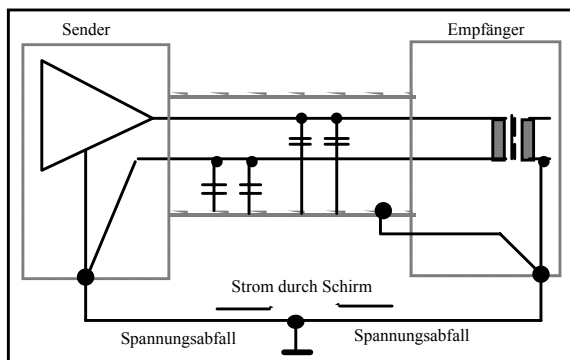 Sender
Empfänger
Strom durch Schirm
Spannungsabfall
Spannungsabfall